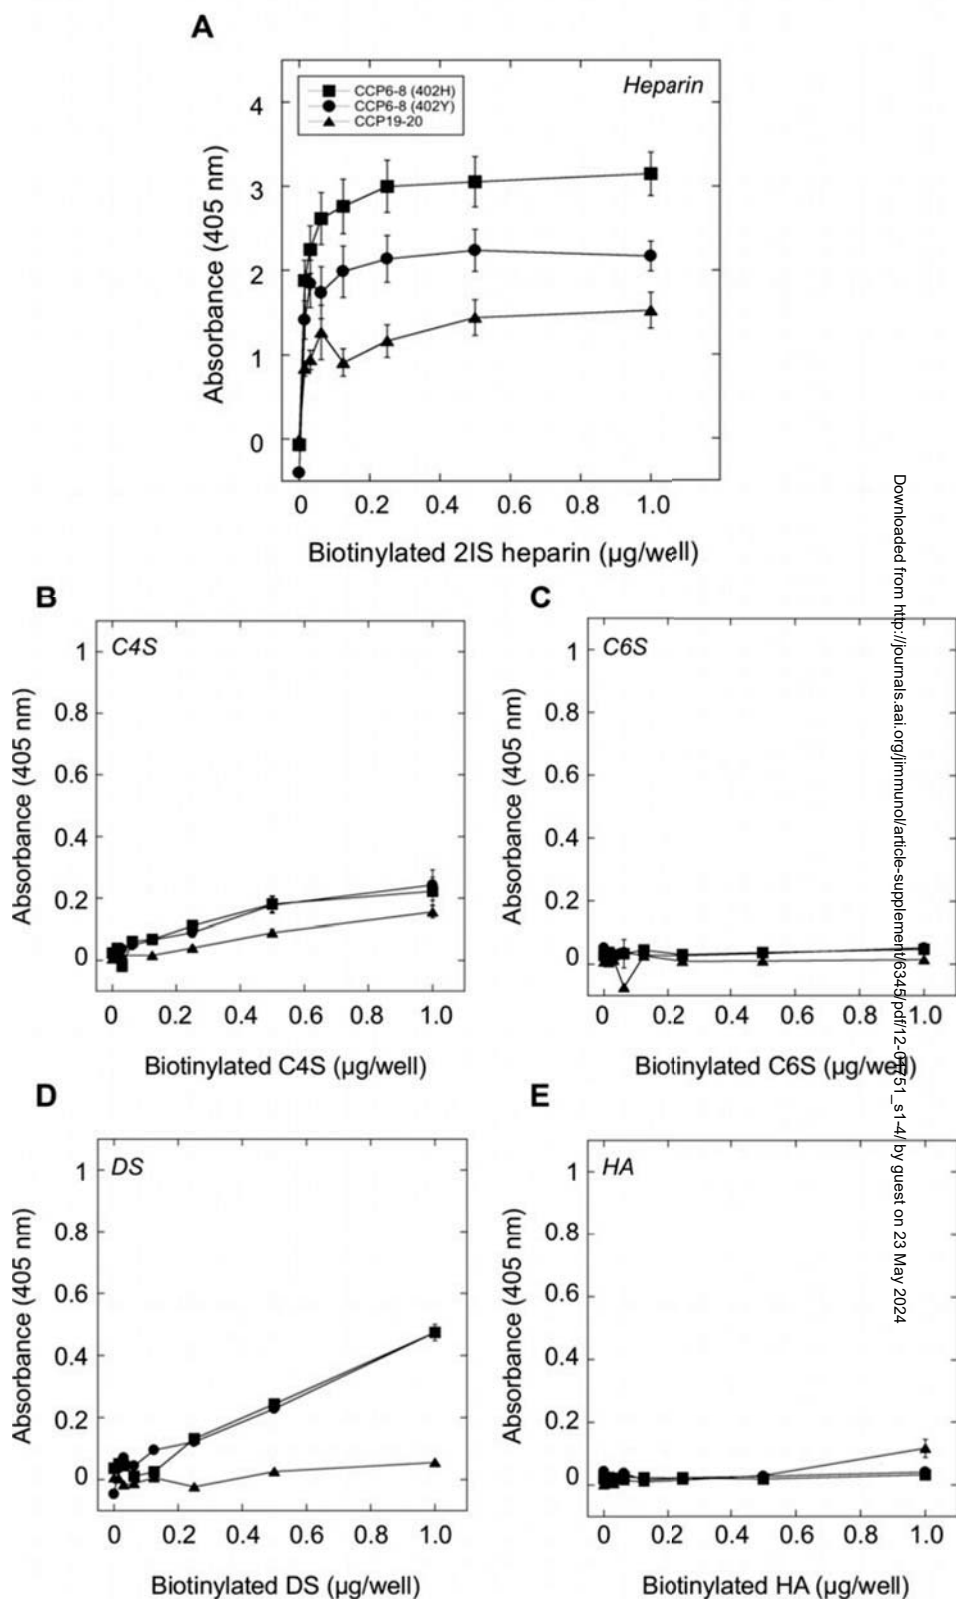 A
Heparin
CCP6-8 (402H)
CCP6-8 (402Y)
CCP19-20
4
3
2
1
0
Absorbance (405 nm)
0 0.2 0.4 0.6 0.8 1.0
Biotinylated 2IS heparin (µg/well)
B
C4S
1
0.8
0.6
0.4
0.2
0
Absorbance (405 nm)
0 0.2 0.4 0.6 0.8 1.0
Biotinylated C4S (µg/well)
C
C6S
1
0.8
0.6
0.4
0.2
0
Absorbance (405 nm)
0 0.2 0.4 0.6 0.8 1.0
Biotinylated C6S (µg/well)
D
DS
1
0.8
0.6
0.4
0.2
0
Absorbance (405 nm)
0 0.2 0.4 0.6 0.8 1.0
Biotinylated DS (µg/well)
E
HA
1
0.8
0.6
0.4
0.2
0
Absorbance (405 nm)
0 0.2 0.4 0.6 0.8 1.0
Biotinylated HA (µg/well)
Downloaded from http://journals.aai.org/jimmunol/article-supplement/6345/pdf/ by guest on 23 May 2024